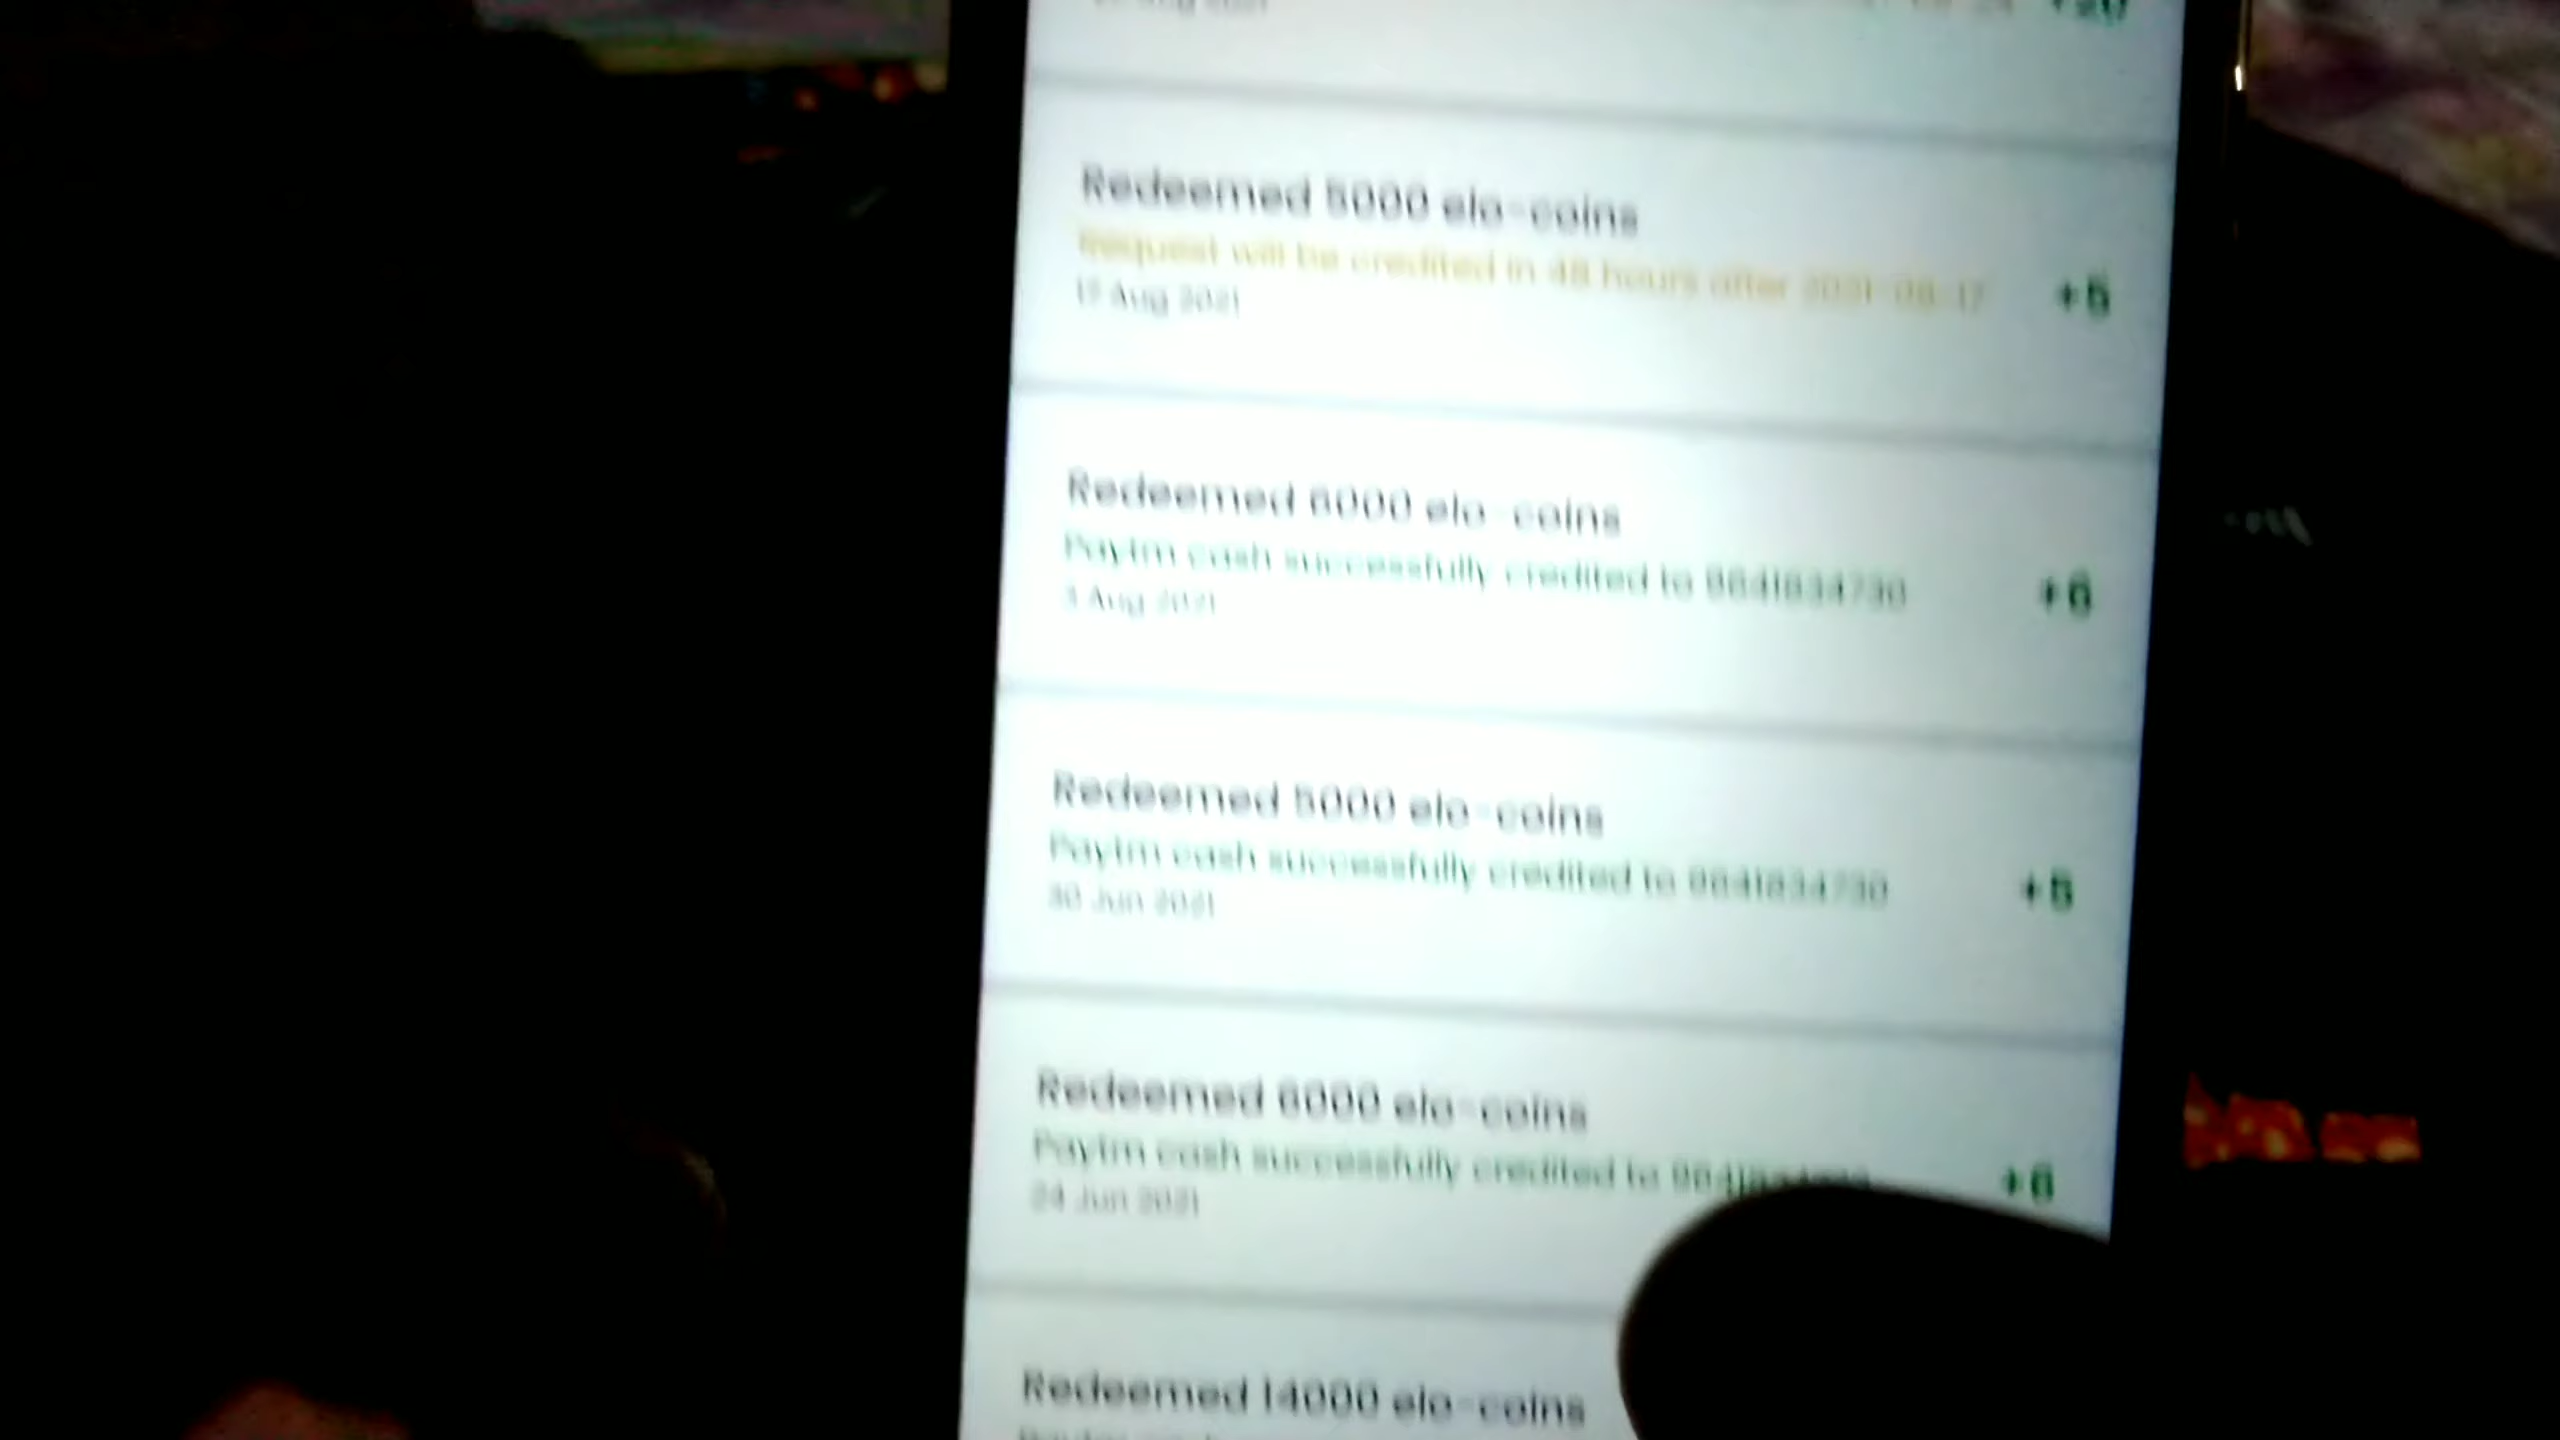 +20
Redeemed 5000 elo-coins
Request will be credited in 48 hours after 2021-08-17
+5
17 Aug 2021
Redeemed 6000 elo-coins
Paytm cash successfully credited to
+6
3 Aug 2021
Redeemed 5000 elo-coins
Paytm cash successfully credited to
+5
30 Jun 2021
Redeemed 6000 elo-coins
Paytm cash successfully credited to
+6
24 Jun 2021
Redeemed 14000 elo-coins